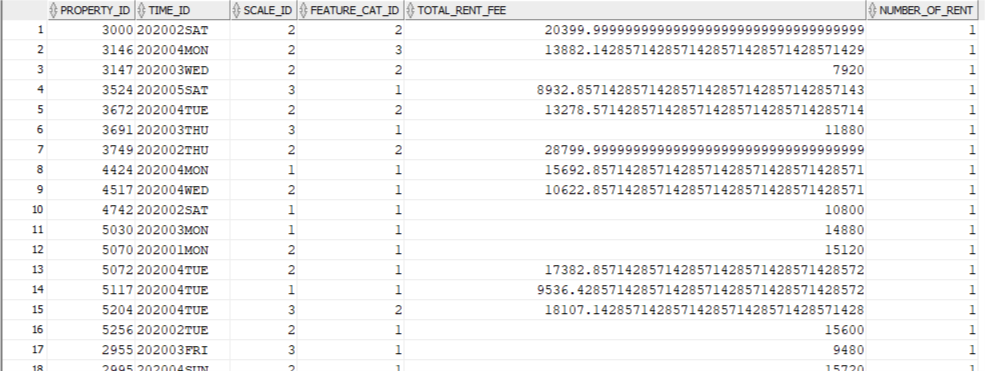 PROPERTY_ID TIME_ID SCALE_ID FEATURE_CAT_ID TOTAL_RENT_FEE NUMBER_OF_RENT
1 3000 202002SAT 2 2 20399.9999999999999999999999999999999999 1
2 3146 202004MON 2 3 13882.1428571428571428571428571428571429 1
3 3147 202003WED 2 2 7920 1
4 3524 202005SAT 3 1 8932.85714285714285714285714285714285714 1
5 3672 202004TUE 2 2 13278.5714285714285714285714285714285714 1
6 3691 202003THU 3 1 11880 1
7 3749 202002THU 2 2 28799.9999999999999999999999999999999999 1
8 4424 202004MON 1 1 15692.8571428571428571428571428571428571 1
9 4517 202004WED 2 1 10622.8571428571428571428571428571428571 1
10 4742 202002SAT 1 1 10800 1
11 5030 202003MON 1 1 14880 1
12 5070 202001MON 2 1 15120 1
13 5072 202004TUE 2 1 17382.8571428571428571428571428571428572 1
14 5117 202004TUE 1 1 9536.42857142857142857142857142857142857 1
15 5204 202004TUE 3 2 18107.1428571428571428571428571428571428 1
16 5256 202002TUE 2 1 15600 1
17 2955 202003FRI 3 1 9480 1
18 2995 202004SUN 2 1 15720 1